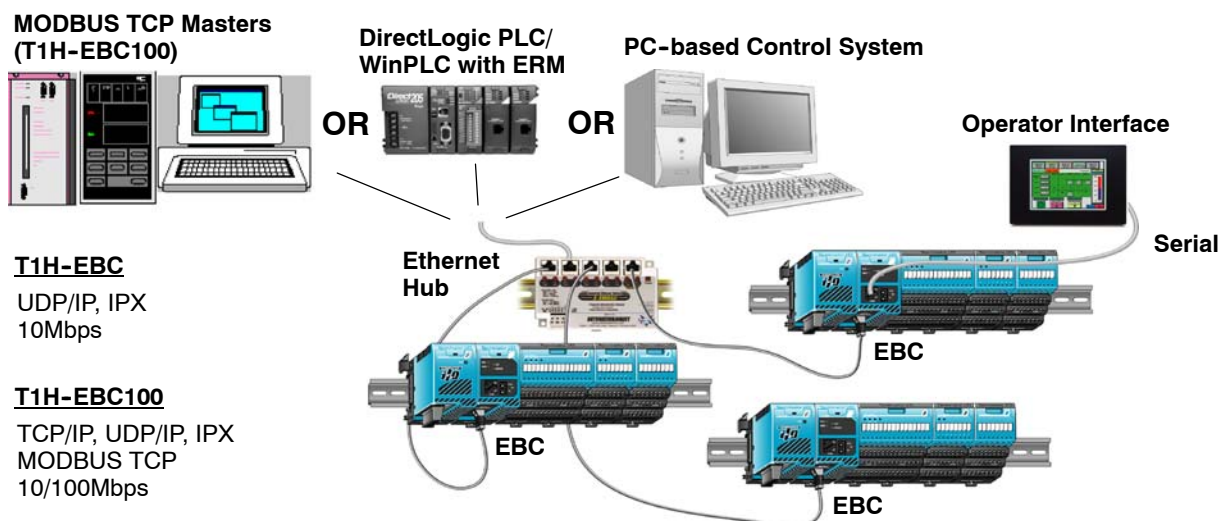 MODBUS TCP Masters
(T1H-EBC100)
DirectLogic PLC/
WinPLC with ERM
PC-based Control System
OR
OR
Direct205
Operator Interface
Serial
Ethernet
Hub
T1H-EBC
UDP/IP, IPX
10Mbps
EBC
EBC
T1H-EBC100
TCP/IP, UDP/IP, IPX
MODBUS TCP
10/100Mbps
EBC